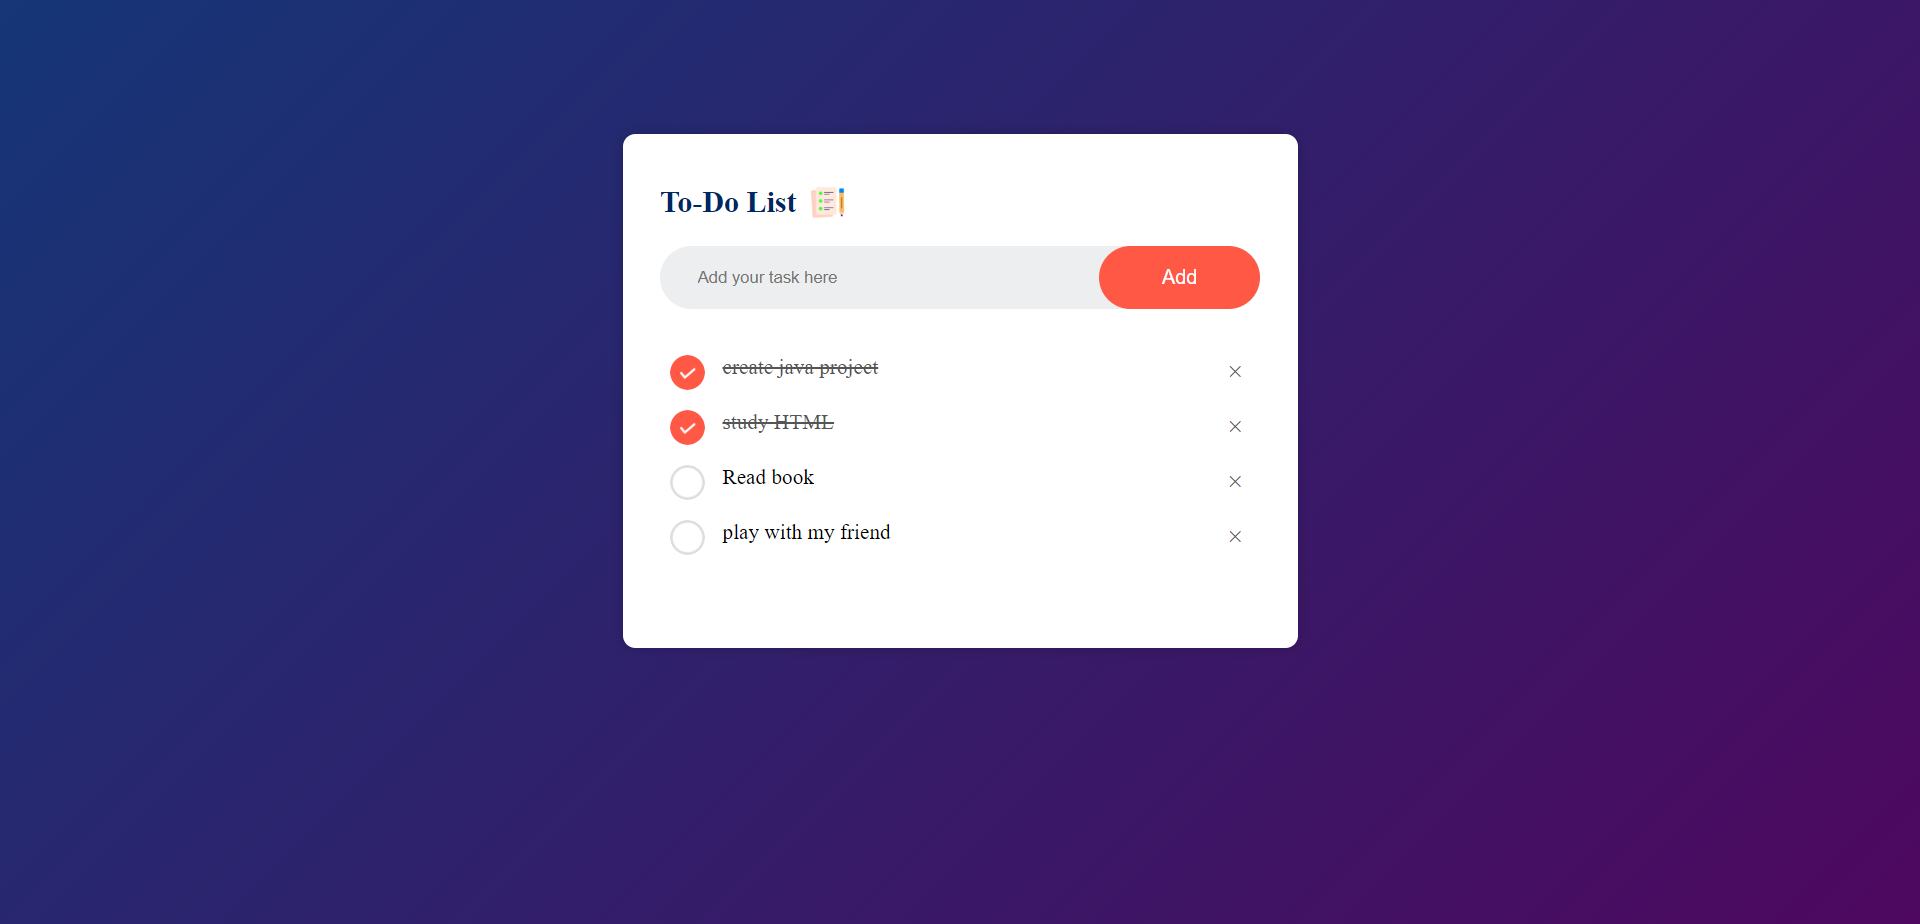 To-Do List
Add your task here
Add
create java project
study HTML
Read book
play with my friend